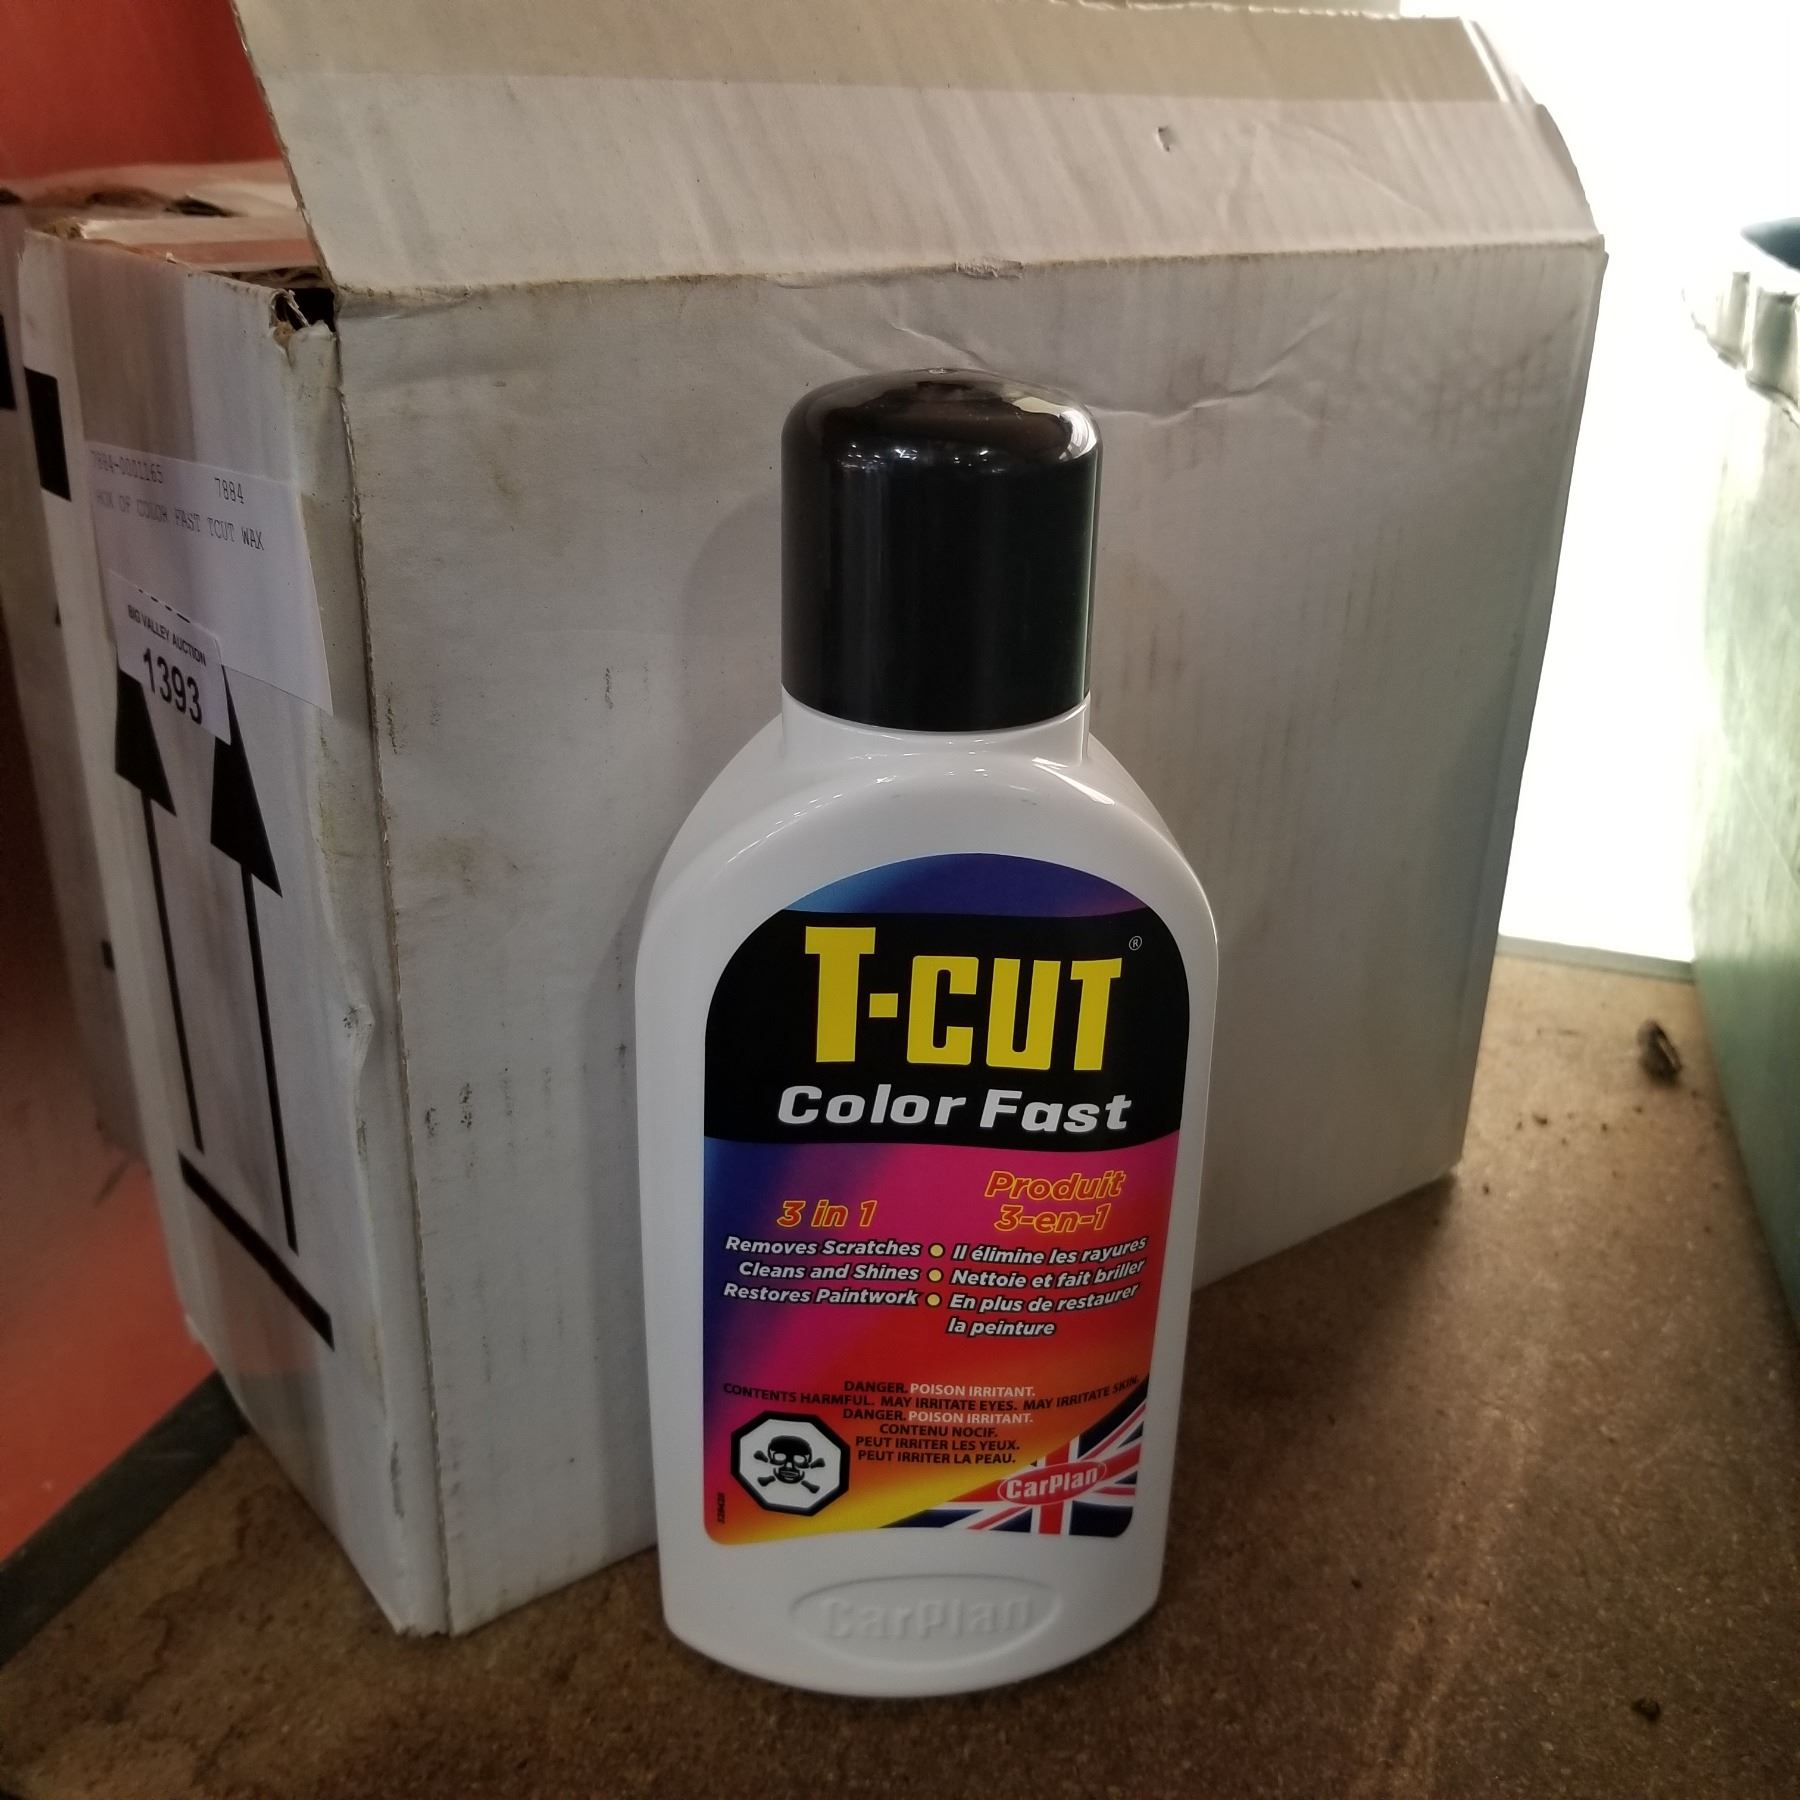 7884-0001165 7884
BOX OF COLOR FAST TCUT WAX
BIG VALLEY AUCTION
1393
T-CUT®
Color Fast
3 in 1
Removes Scratches
Cleans and Shines
Restores Paintwork
Produit
3-en-1
Il élimine les rayures
Nettoie et fait briller
En plus de restaurer
la peinture
DANGER. POISON IRRITANT.
CONTENTS HARMFUL. MAY IRRITATE EYES. MAY IRRITATE SKIN.
DANGER. POISON IRRITANT.
CONTENU NOCIF.
PEUT IRRITER LES YEUX.
PEUT IRRITER LA PEAU.
CarPlan
CarPlan